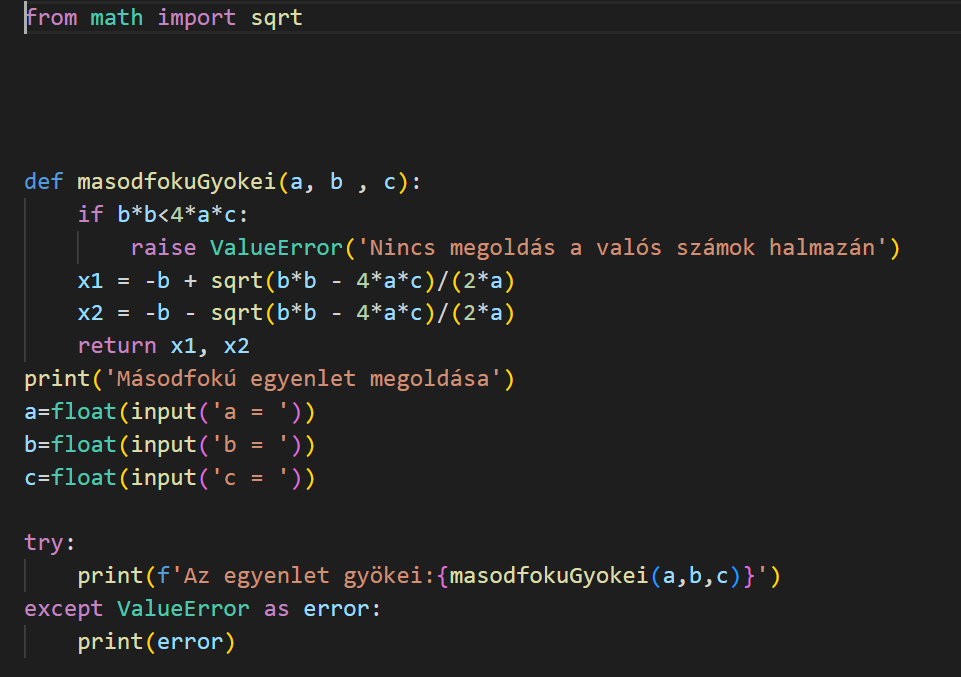 from math import sqrt
def masodfokuGyokei(a, b , c):
    if b*b<4*a*c:
        raise ValueError('Nincs megoldás a valós számok halmazán')
    x1 = -b + sqrt(b*b - 4*a*c)/(2*a)
    x2 = -b - sqrt(b*b - 4*a*c)/(2*a)
    return x1, x2
print('Másodfokú egyenlet megoldása')
a=float(input('a = '))
b=float(input('b = '))
c=float(input('c = '))
try:
    print(f'Az egyenlet gyökei:{masodfokuGyokei(a,b,c)}')
except ValueError as error:
    print(error)